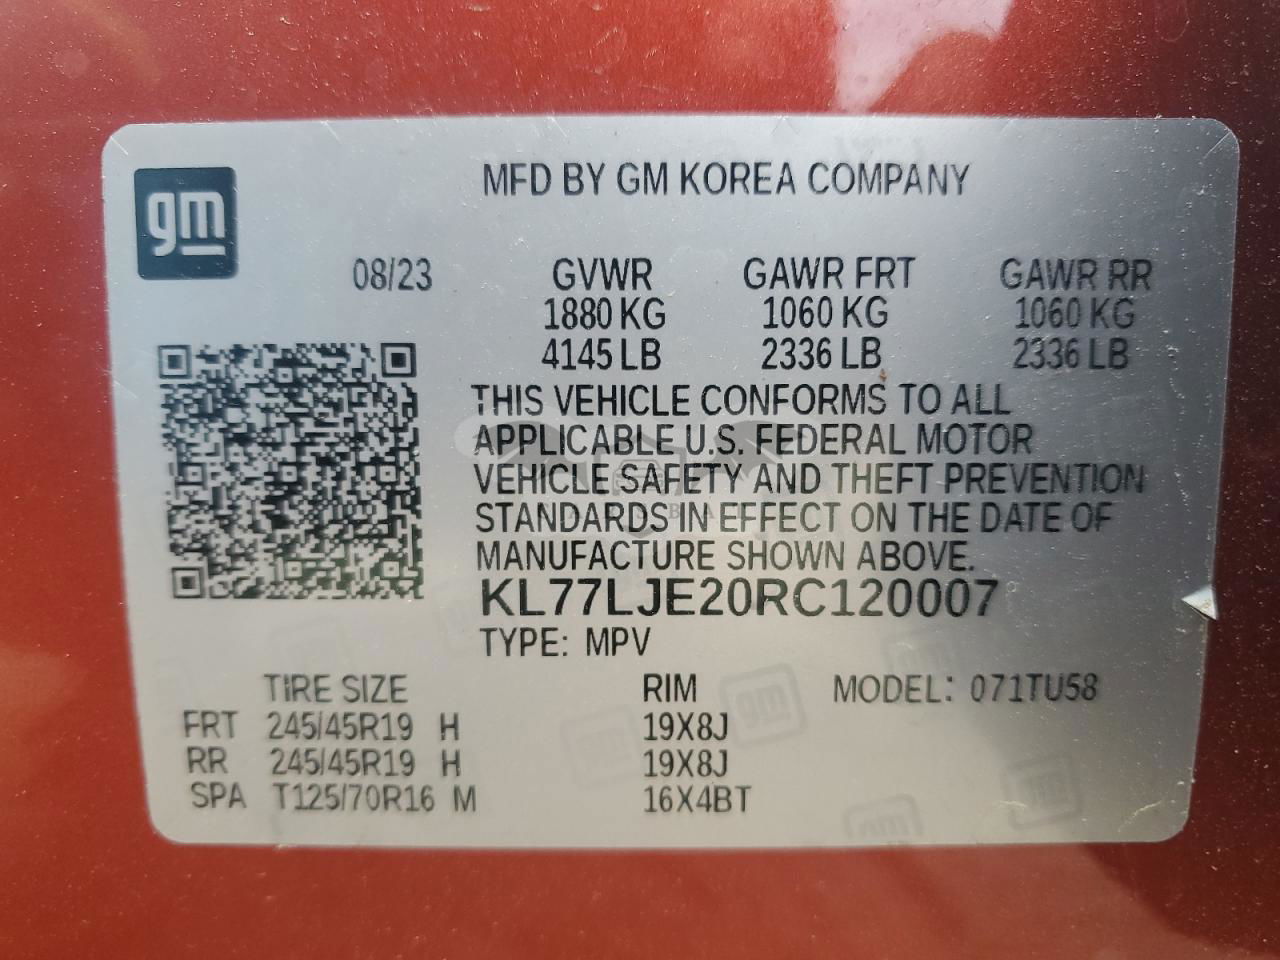 gm
MFD BY GM KOREA COMPANY
08/23 GVWR GAWR FRT GAWR RR
1880 KG 1060 KG 1060 KG
4145 LB 2336 LB 2336 LB
THIS VEHICLE CONFORMS TO ALL
APPLICABLE U.S. FEDERAL MOTOR
VEHICLE SAFETY AND THEFT PREVENTION
STANDARDS IN EFFECT ON THE DATE OF
MANUFACTURE SHOWN ABOVE.
KL77LJE20RC120007
TYPE: MPV
TIRE SIZE RIM MODEL: 071TU58
FRT 245/45R19 H 19X8J
RR 245/45R19 H 19X8J
SPA T125/70R16 M 16X4BT